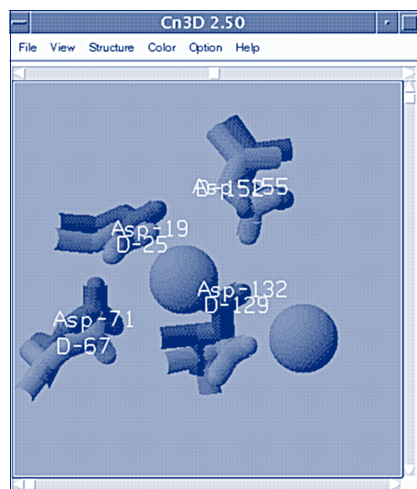 Cn3D 2.50
File View Structure Color Option Help
Asp-19
D-25
Asp-132
D-129
Asp-71
D-67